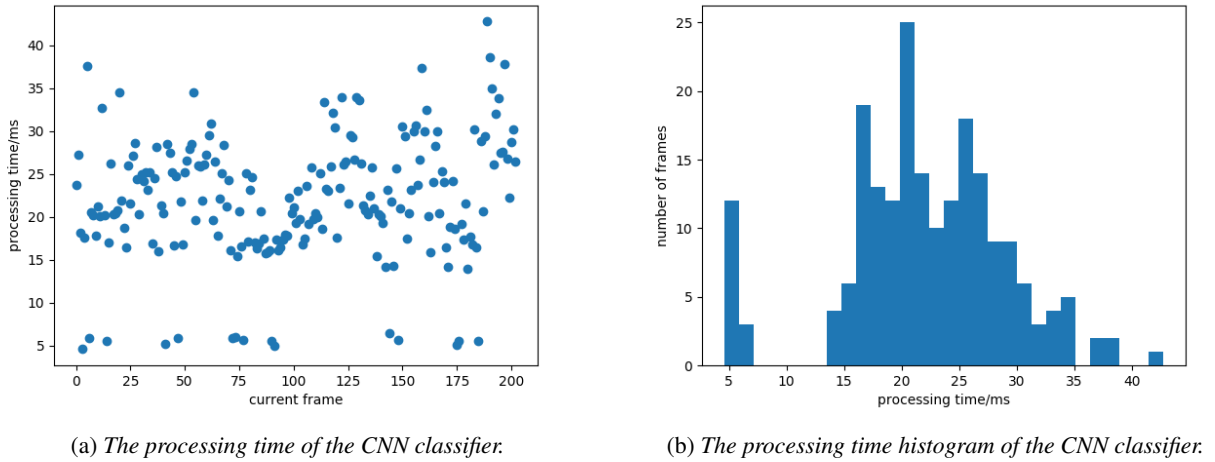 40
35
30
25
20
15
10
5
processing time/ms
0 25 50 75 100 125 150 175 200
current frame
(a) The processing time of the CNN classifier.
25
20
15
10
5
0
number of frames
5 10 15 20 25 30 35 40
processing time/ms
(b) The processing time histogram of the CNN classifier.